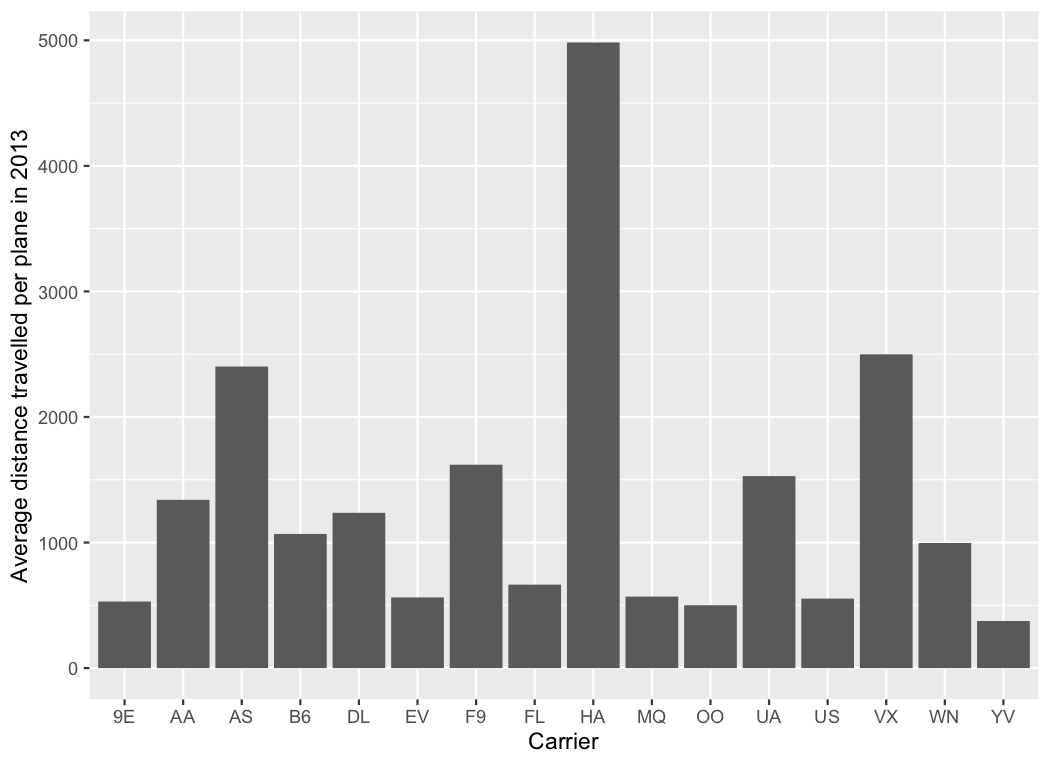 Average distance travelled per plane in 2013
5000
4000
3000
2000
1000
0
9E AA AS B6 DL EV F9 FL HA MQ OO UA US VX WN YV
Carrier